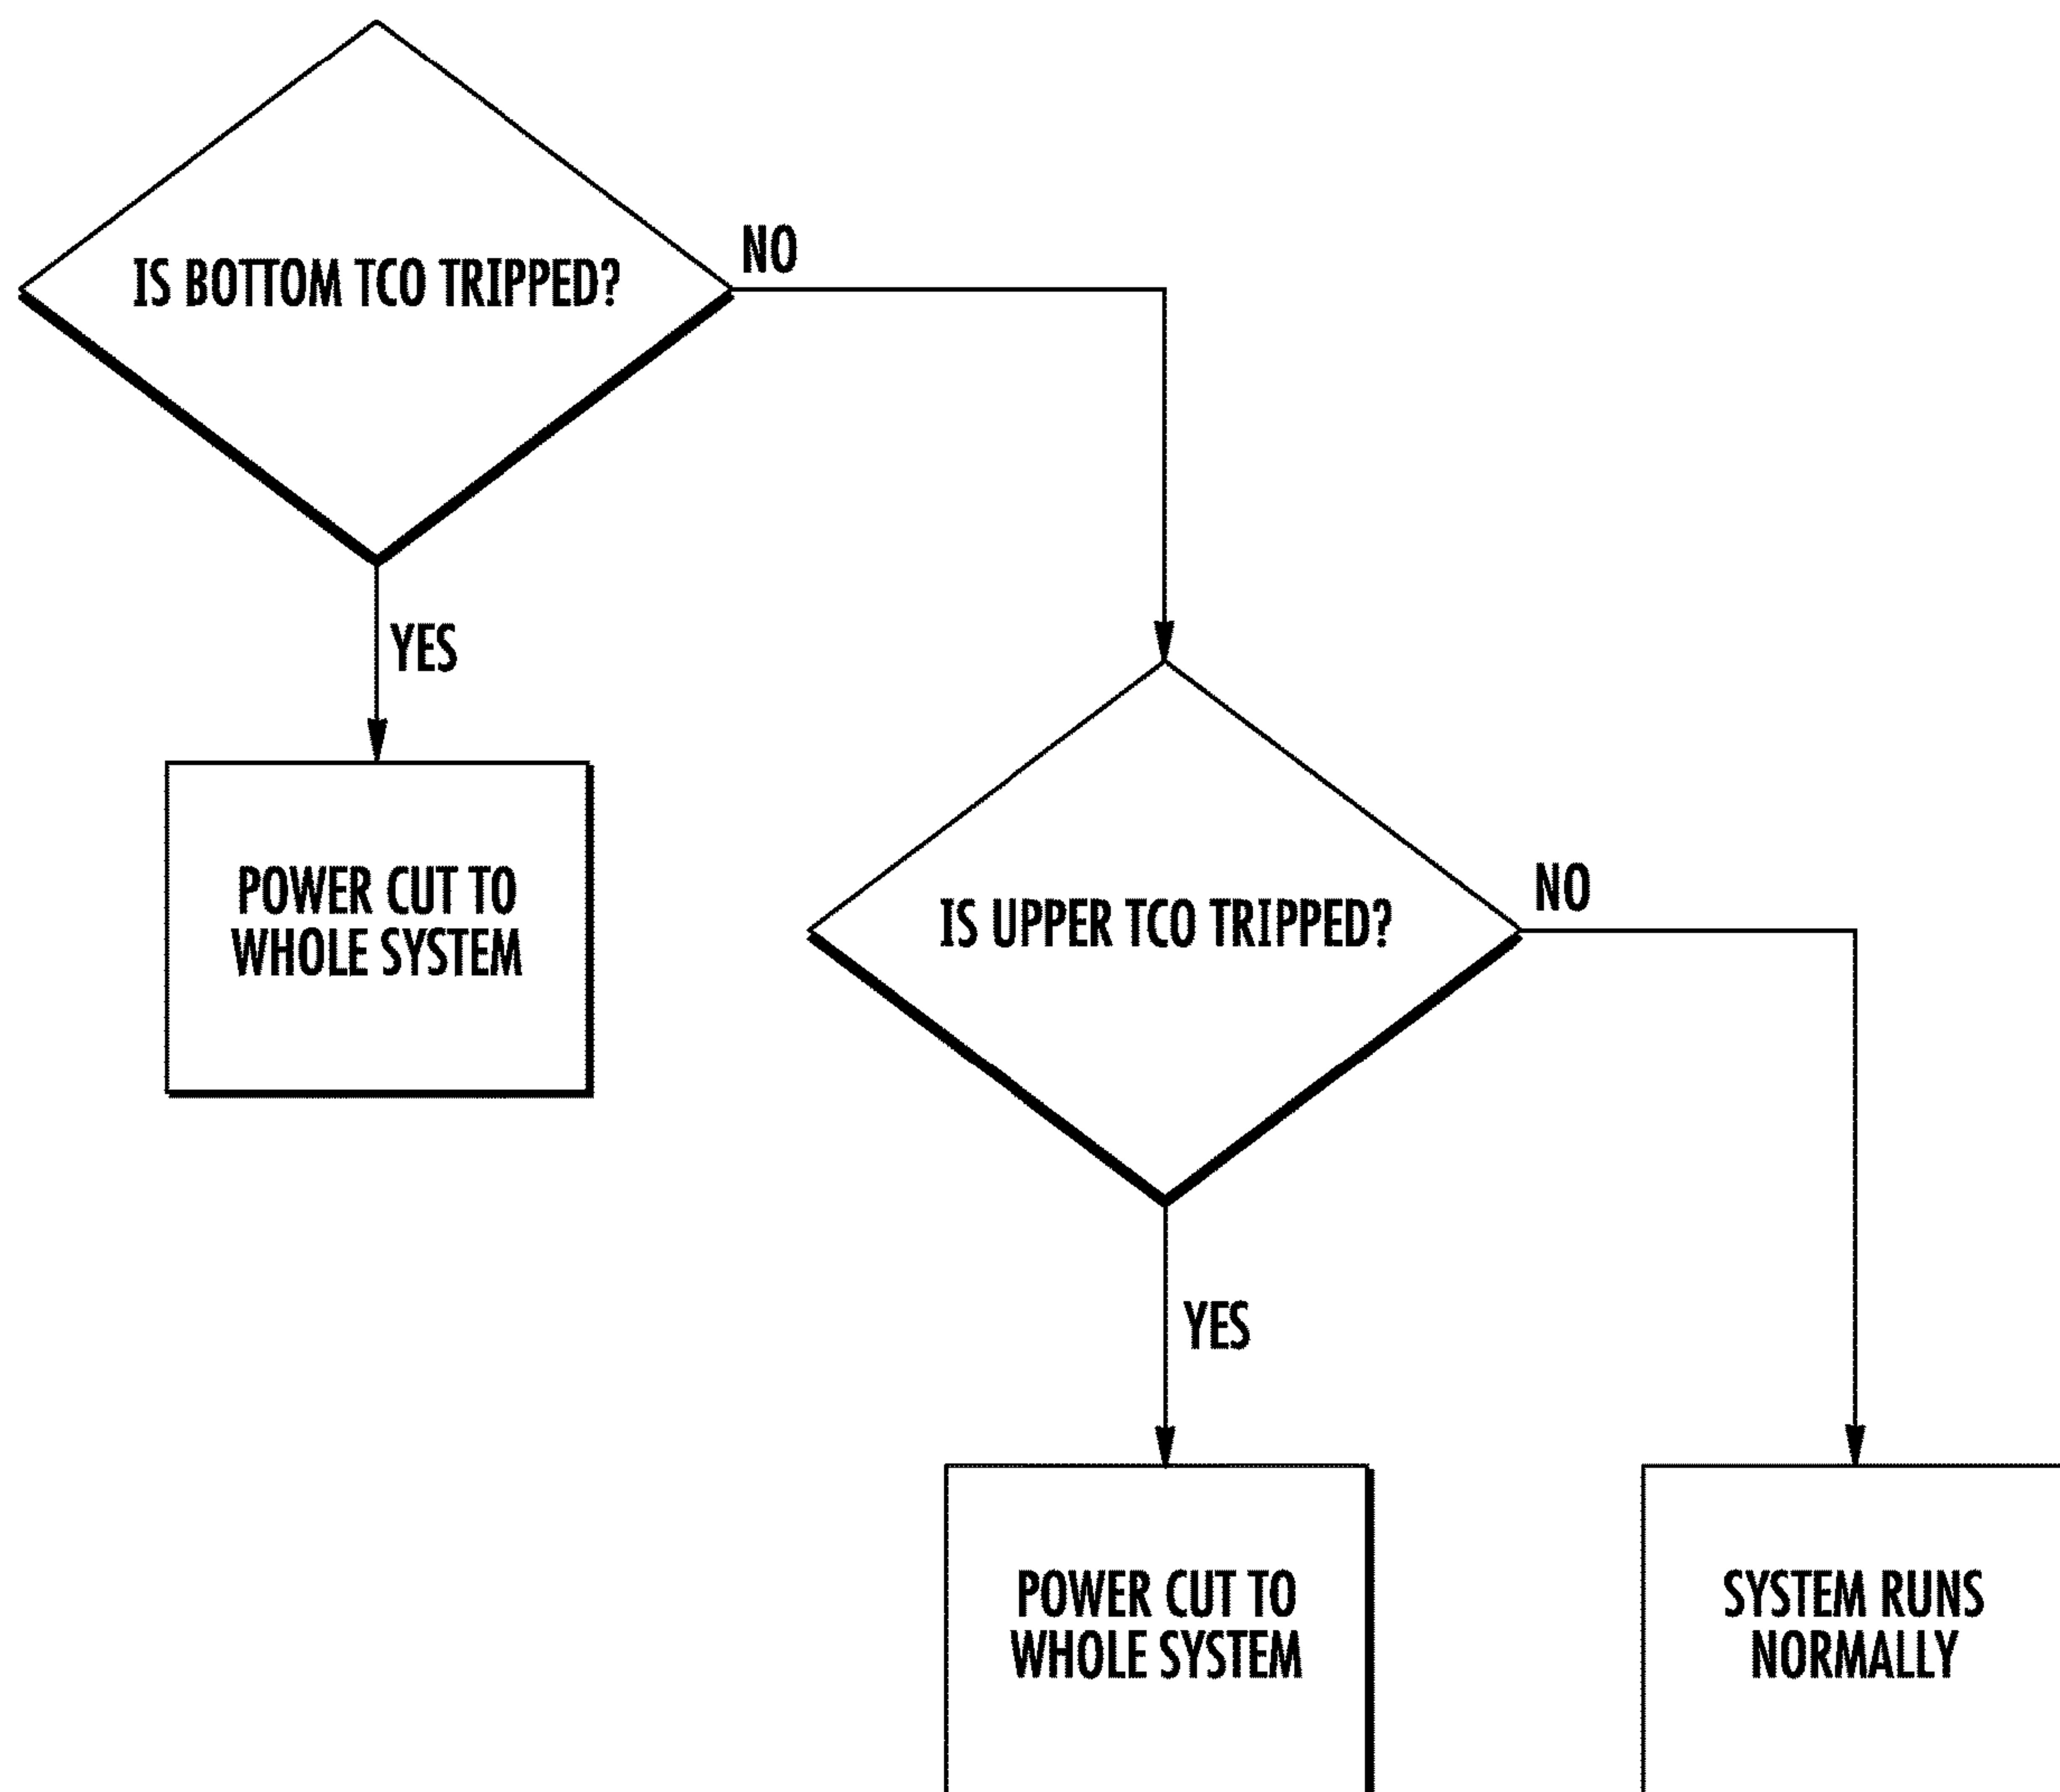 IS BOTTOM TCO TRIPPED?
NO
YES
POWER CUT TO
WHOLE SYSTEM
IS UPPER TCO TRIPPED?
NO
YES
POWER CUT TO
WHOLE SYSTEM
SYSTEM RUNS
NORMALLY